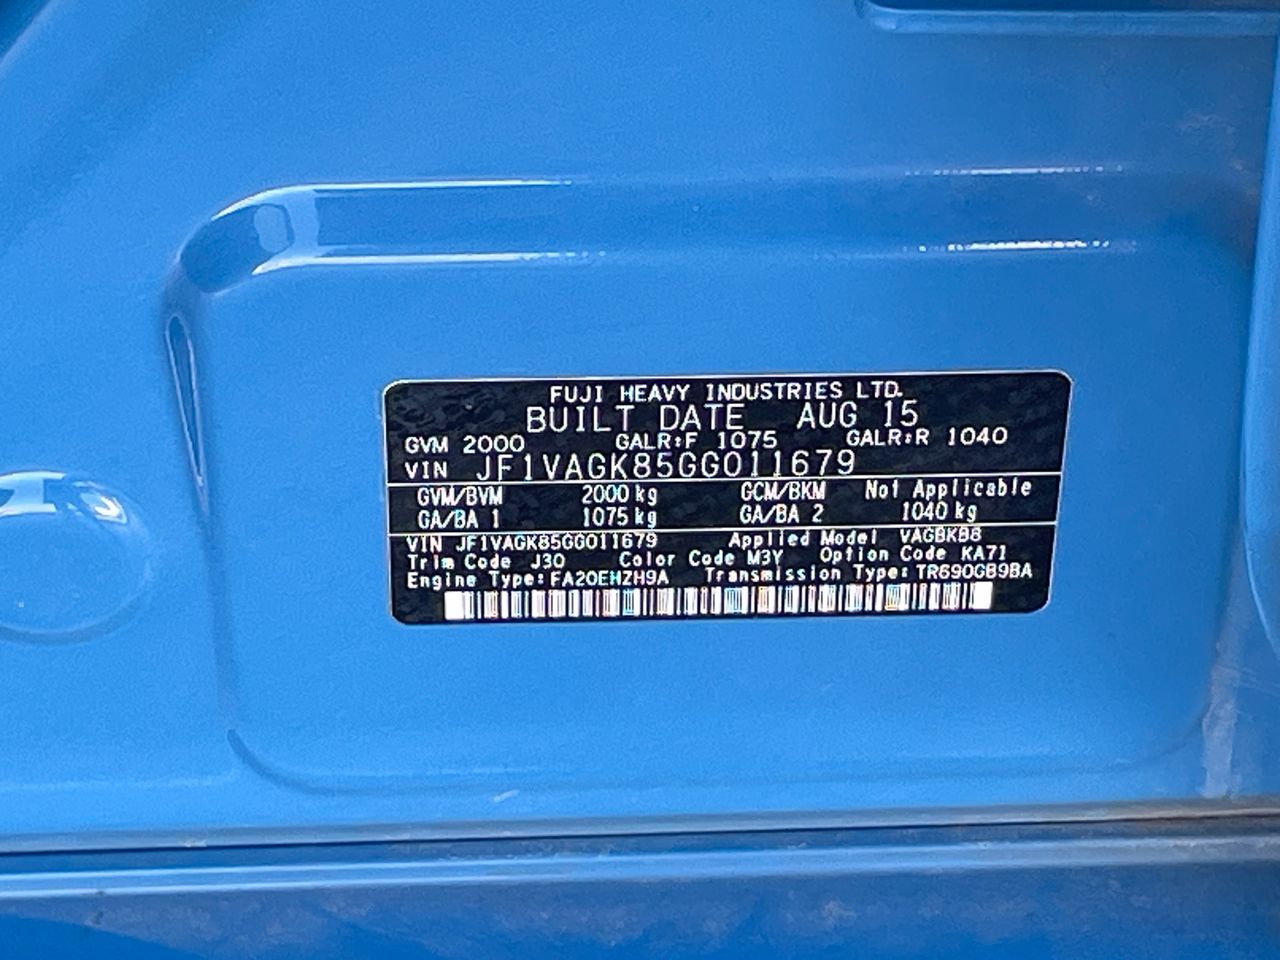 FUJI HEAVY INDUSTRIES LTD.
BUILT DATE AUG 15
GVM 2000 GALR:F 1075 GALR:R 1040
VIN JF1VAGK85GG011679
GVM/BVM 2000 kg GCM/BKM Not Applicable
GA/BA 1 1075 kg GA/BA 2 1040 kg
VIN JF1VAGK85GG011679 Applied Model VAGBKB8
Trim Code J30 Color Code M3Y Option Code KA71
Engine Type: FA20EHZH9A Transmission Type: TR690GB9BA